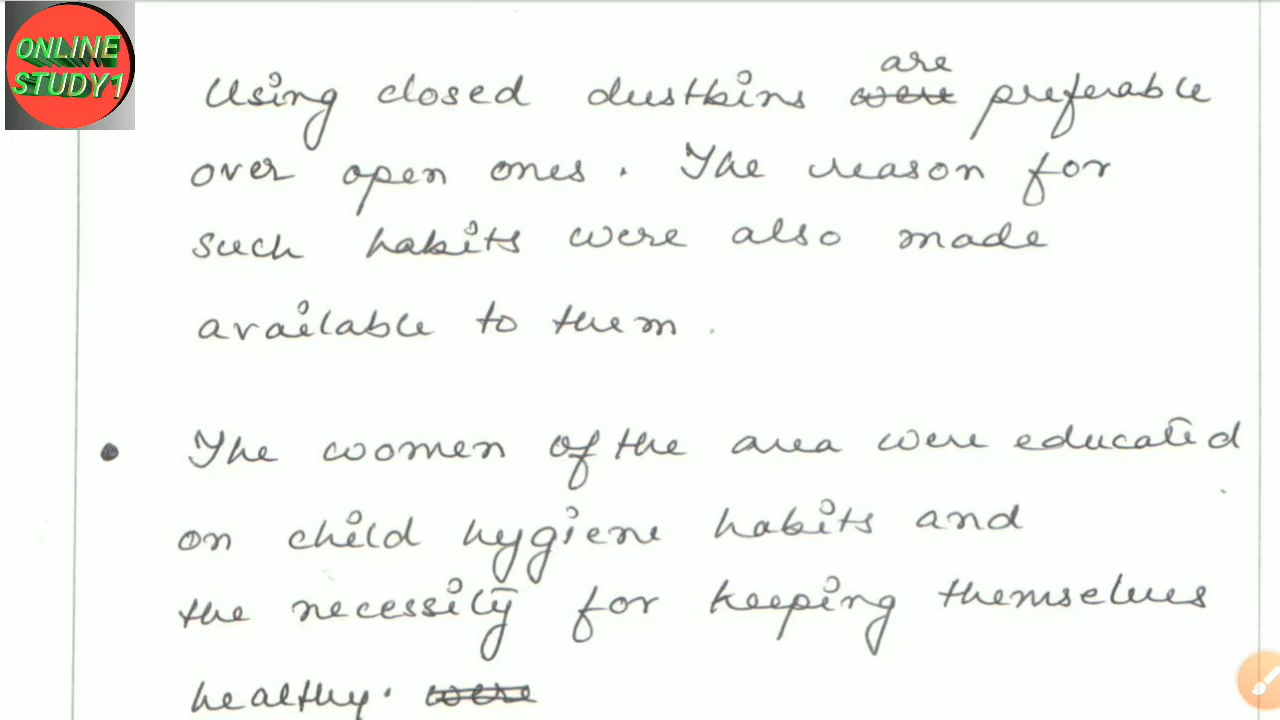 ONLINE
STUDY1
are
Using closed dustbins were preferable
over open ones. The reason for
such habits were also made
available to them.
• The women of the area were educated
on child hygiene habits and
the necessity for keeping themselves
healthy. were